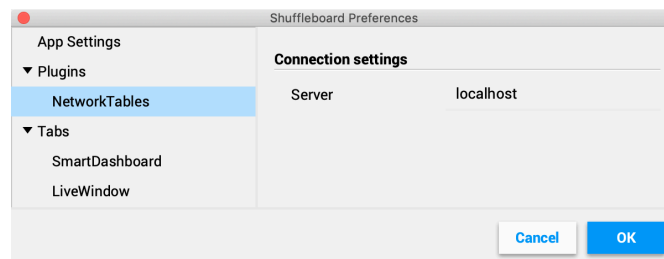 Shuffleboard Preferences
App Settings
Plugins
NetworkTables
Tabs
SmartDashboard
LiveWindow
Connection settings
Server localhost
Cancel OK